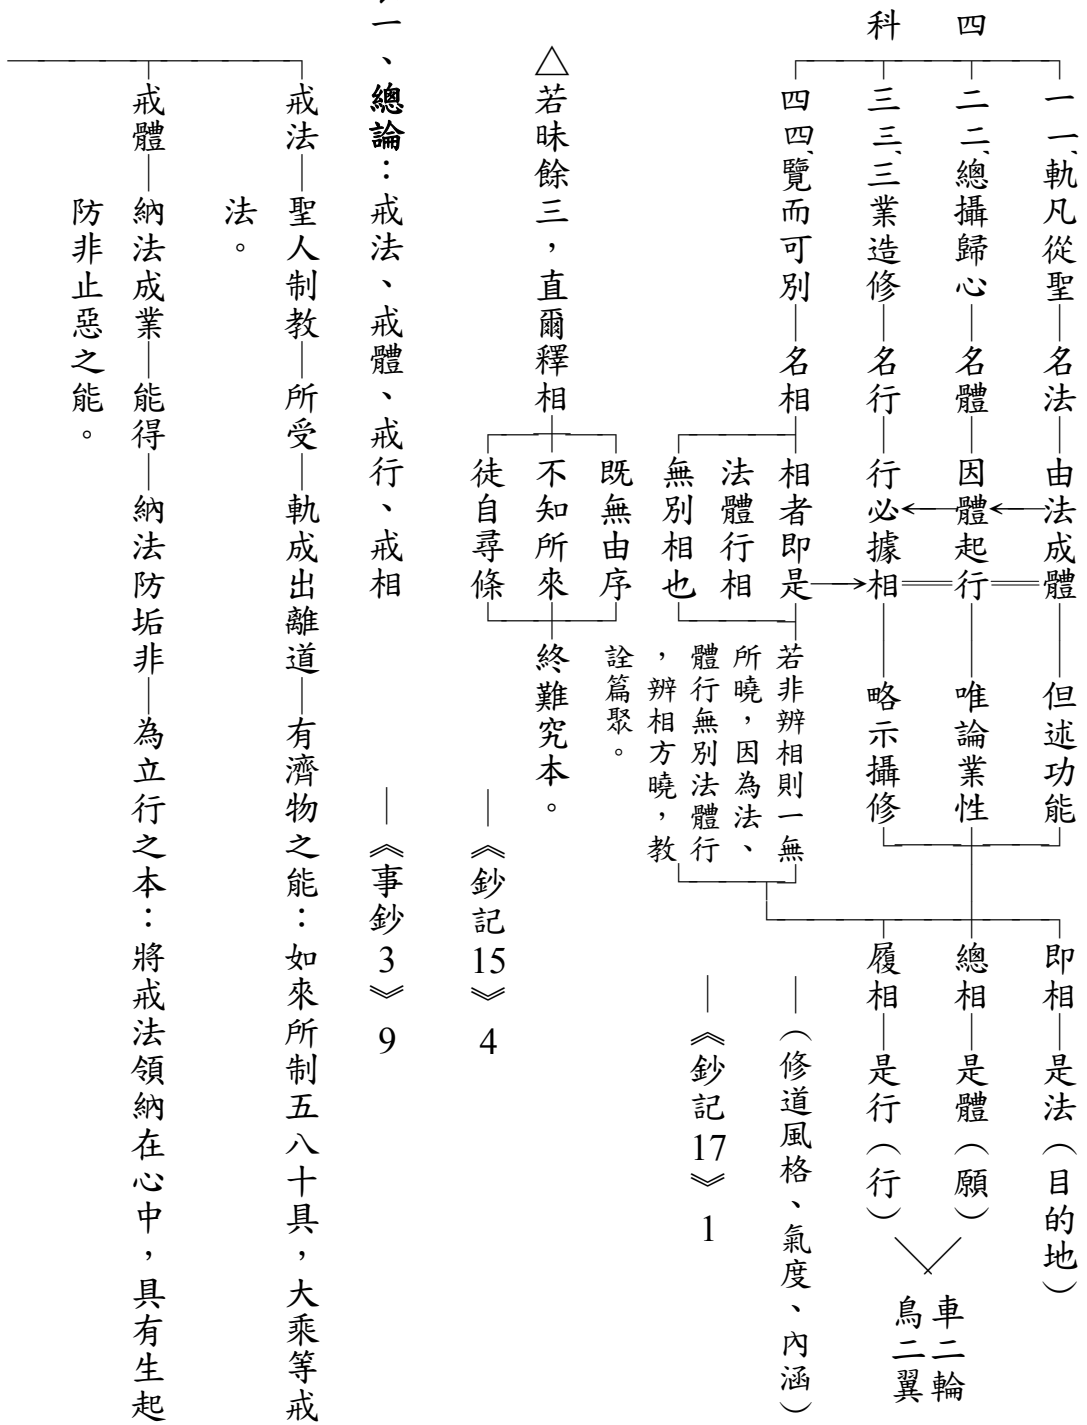 四科
一一、軌凡從聖—名法—由法成體—但述功能
二二、總攝歸心—名體—因體起行—唯論業性
三三、三業造修—名行—行必據相—略示攝修
四四、覽而可別—名相
相者即是
法體行相
無別相也
若非辨相則一無
所曉，因為法、
體行無別法體行
，辨相方曉，教
詮篇聚。
即相—是法（目的地）
總相—是體（願）
履相—是行（行）
車二輪
鳥二翼
—（修道風格、氣度、內涵）
—《鈔記17》1
△若昧餘三，直爾釋相
既無由序
不知所來
徒自尋條
終難究本。
—《鈔記15》4
一、總論：戒法、戒體、戒行、戒相 —《事鈔3》9
戒法—聖人制教—所受—軌成出離道—有濟物之能：如來所制五八十具，大乘等戒
法。
戒體—納法成業—能得—納法防垢非—為立行之本：將戒法領納在心中，具有生起
防非止惡之能。